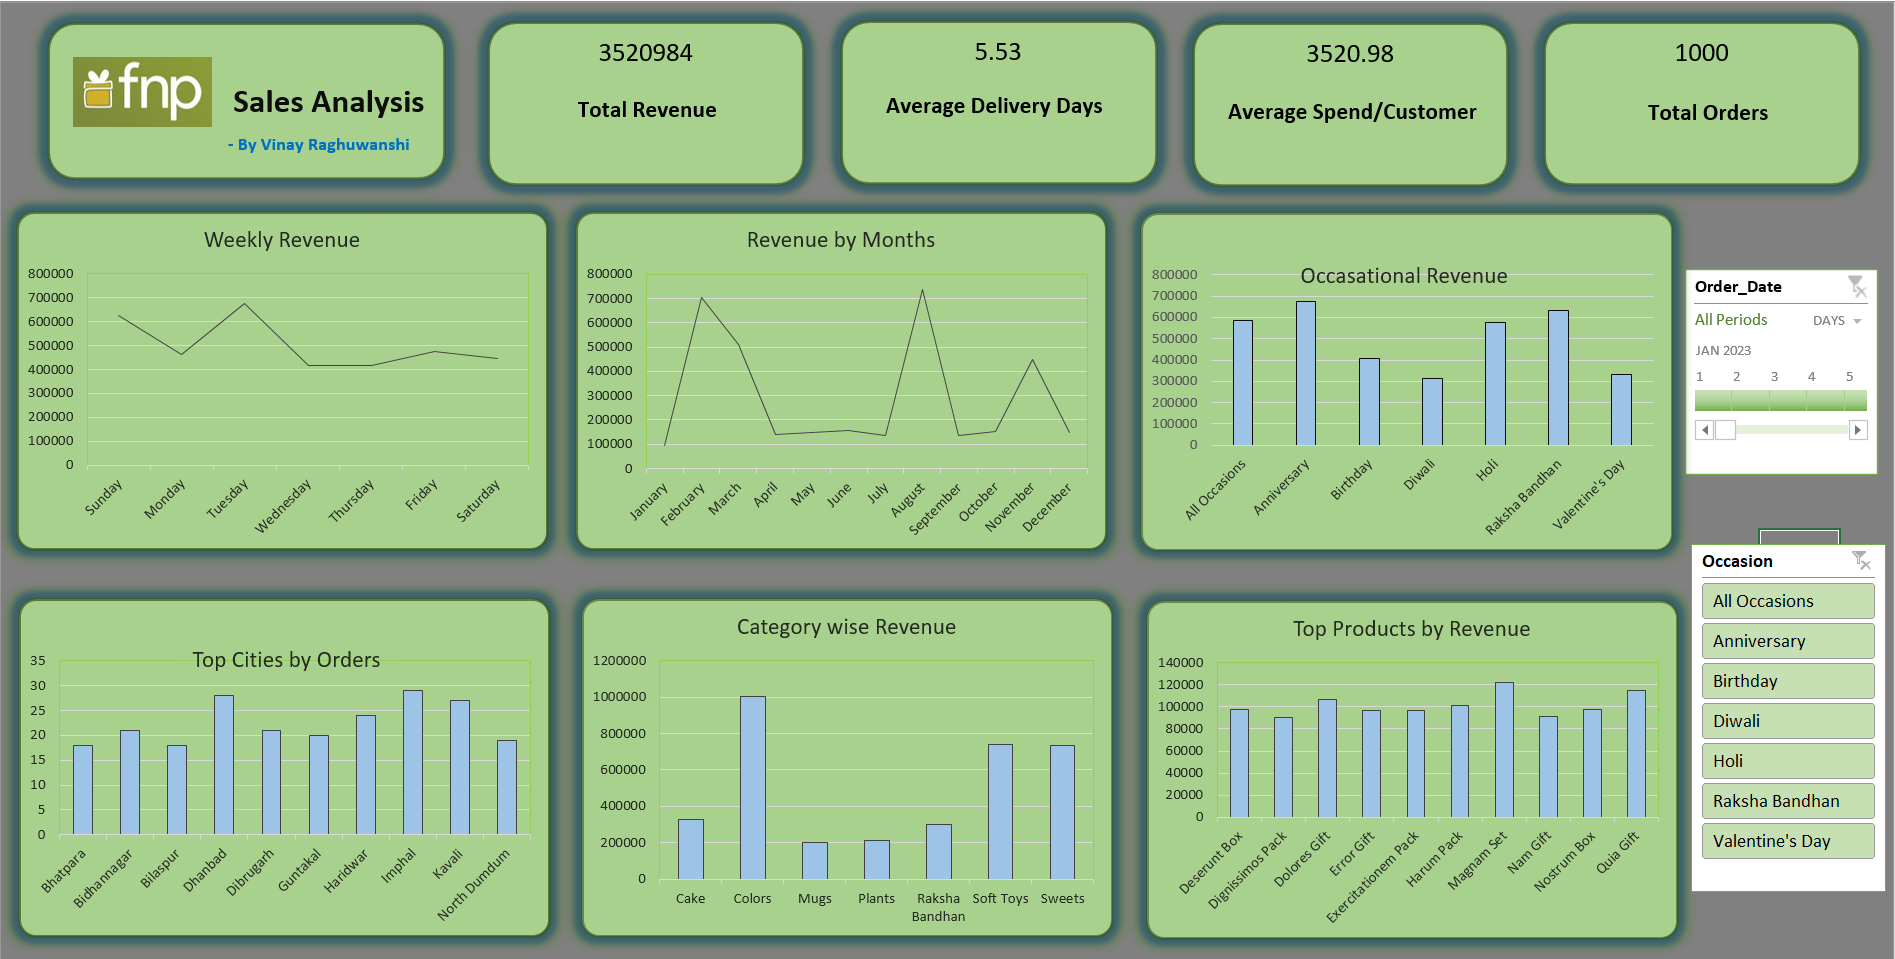 fnp
Sales Analysis
- By Vinay Raghuwanshi
3520984
Total Revenue
5.53
Average Delivery Days
3520.98
Average Spend/Customer
1000
Total Orders
Weekly Revenue
800000
700000
600000
500000
400000
300000
200000
100000
0
Sunday
Monday
Tuesday
Wednesday
Thursday
Friday
Saturday
Revenue by Months
800000
700000
600000
500000
400000
300000
200000
100000
0
January
February
March
April
May
June
July
August
September
October
November
December
Occasational Revenue
800000
700000
600000
500000
400000
300000
200000
100000
0
All Occasions
Anniversary
Birthday
Diwali
Holi
Raksha Bandhan
Valentine's Day
Order_Date
All Periods
DAYS
JAN 2023
1 2 3 4 5
Top Cities by Orders
35
30
25
20
15
10
5
0
Bhatpara
Bidhannagar
Bilaspur
Dhanbad
Dibrugarh
Guntakal
Haridwar
Imphal
Kavali
North Dumdum
Category wise Revenue
1200000
1000000
800000
600000
400000
200000
0
Cake
Colors
Mugs
Plants
Raksha
Bandhan
Soft Toys
Sweets
Top Products by Revenue
140000
120000
100000
80000
60000
40000
20000
0
Deserunt Box
Dignissimos Pack
Dolores Gift
Error Gift
Exercitationem Pack
Harum Pack
Magnam Set
Nam Gift
Nostrum Box
Quia Gift
Occasion
All Occasions
Anniversary
Birthday
Diwali
Holi
Raksha Bandhan
Valentine's Day